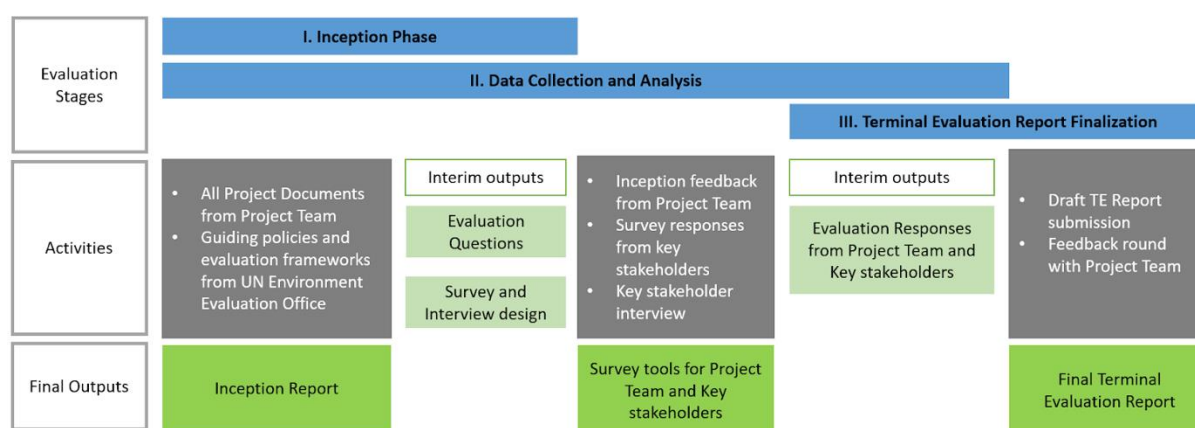 Evaluation
Stages
I. Inception Phase
II. Data Collection and Analysis
III. Terminal Evaluation Report Finalization
Activities
• All Project Documents
from Project Team
• Guiding policies and
evaluation frameworks
from UN Environment
Evaluation Office
Interim outputs
Evaluation
Questions
Survey and
Interview design
• Inception feedback
from Project Team
• Survey responses
from key
stakeholders
• Key stakeholder
interview
Interim outputs
Evaluation Responses
from Project Team and
Key stakeholders
• Draft TE Report
submission
• Feedback round
with Project Team
Final Outputs
Inception Report
Survey tools for Project
Team and Key
stakeholders
Final Terminal
Evaluation Report